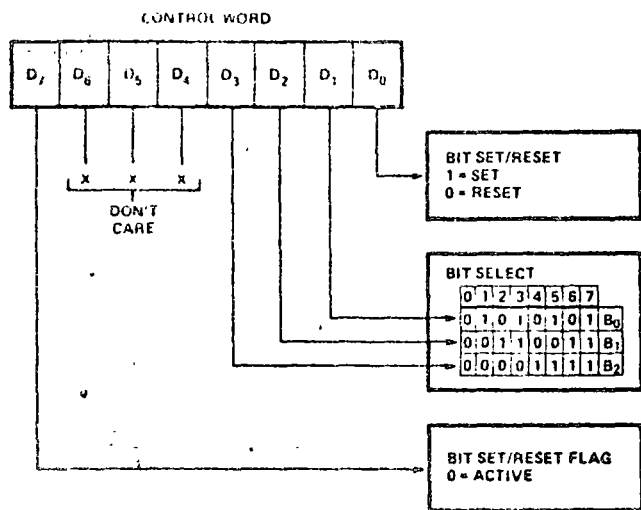 CONTROL WORD
D7 D6 D5 D4 D3 D2 D1 D0
BIT SET/RESET
1 = SET
0 = RESET
X X X
DON'T
CARE
BIT SELECT
0 1 2 3 4 5 6 7
0 1 0 1 0 1 0 1 B0
0 0 1 1 0 0 1 1 B1
0 0 0 0 1 1 1 1 B2
BIT SET/RESET FLAG
0 = ACTIVE